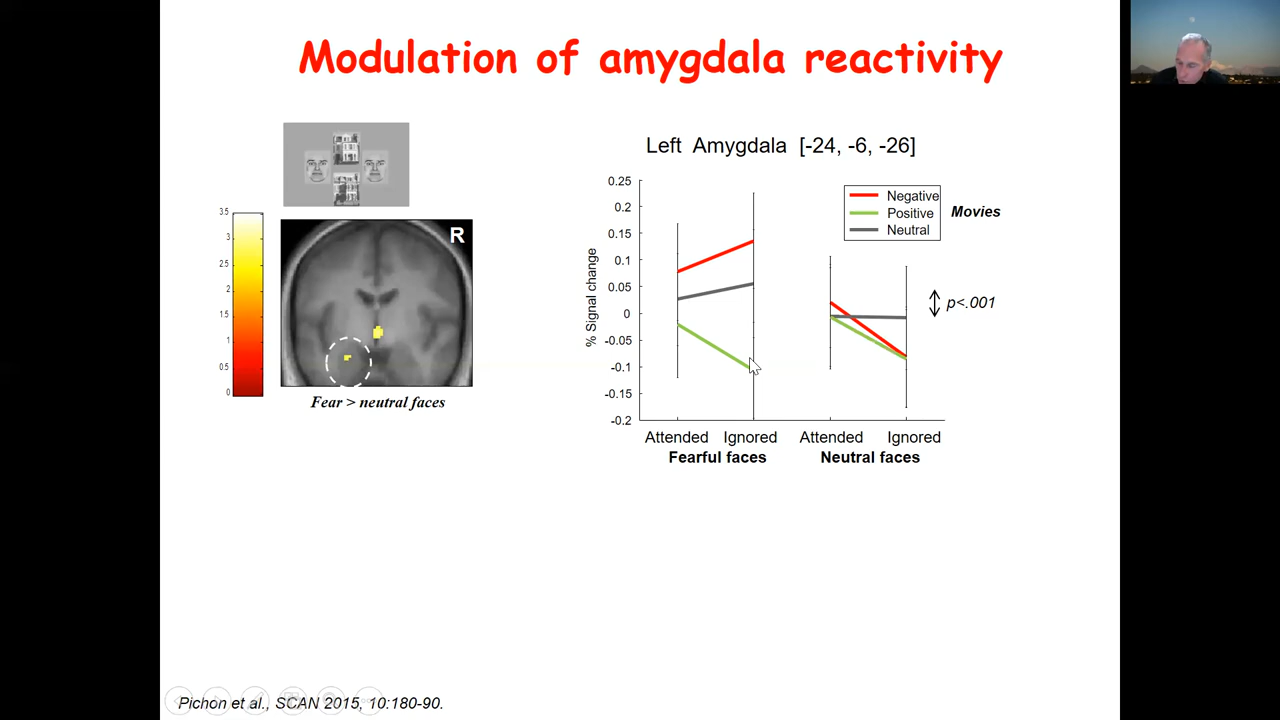 Modulation of amygdala reactivity
R
3.5
3
2.5
2
1.5
1
0.5
0
Fear > neutral faces
Left Amygdala [-24, -6, -26]
% Signal change
0.25
0.2
0.15
0.1
0.05
0
-0.05
-0.1
-0.15
-0.2
Negative
Positive
Neutral
Movies
p<.001
Attended Ignored Attended Ignored
Fearful faces Neutral faces
Pichon et al., SCAN 2015, 10:180-90.